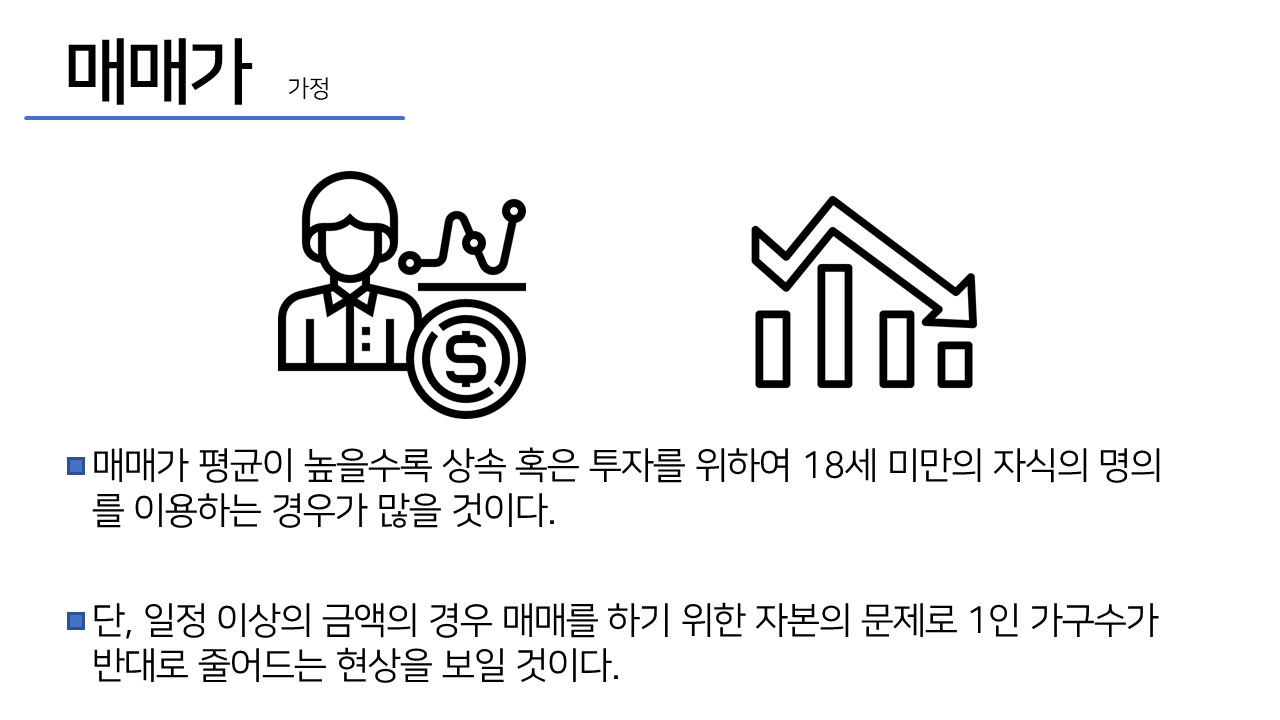 매매가 가정
$
매매가 평균이 높을수록 상속 혹은 투자를 위하여 18세 미만의 자식의 명의
를 이용하는 경우가 많을 것이다.
단, 일정 이상의 금액의 경우 매매를 하기 위한 자본의 문제로 1인 가구수가
반대로 줄어드는 현상을 보일 것이다.